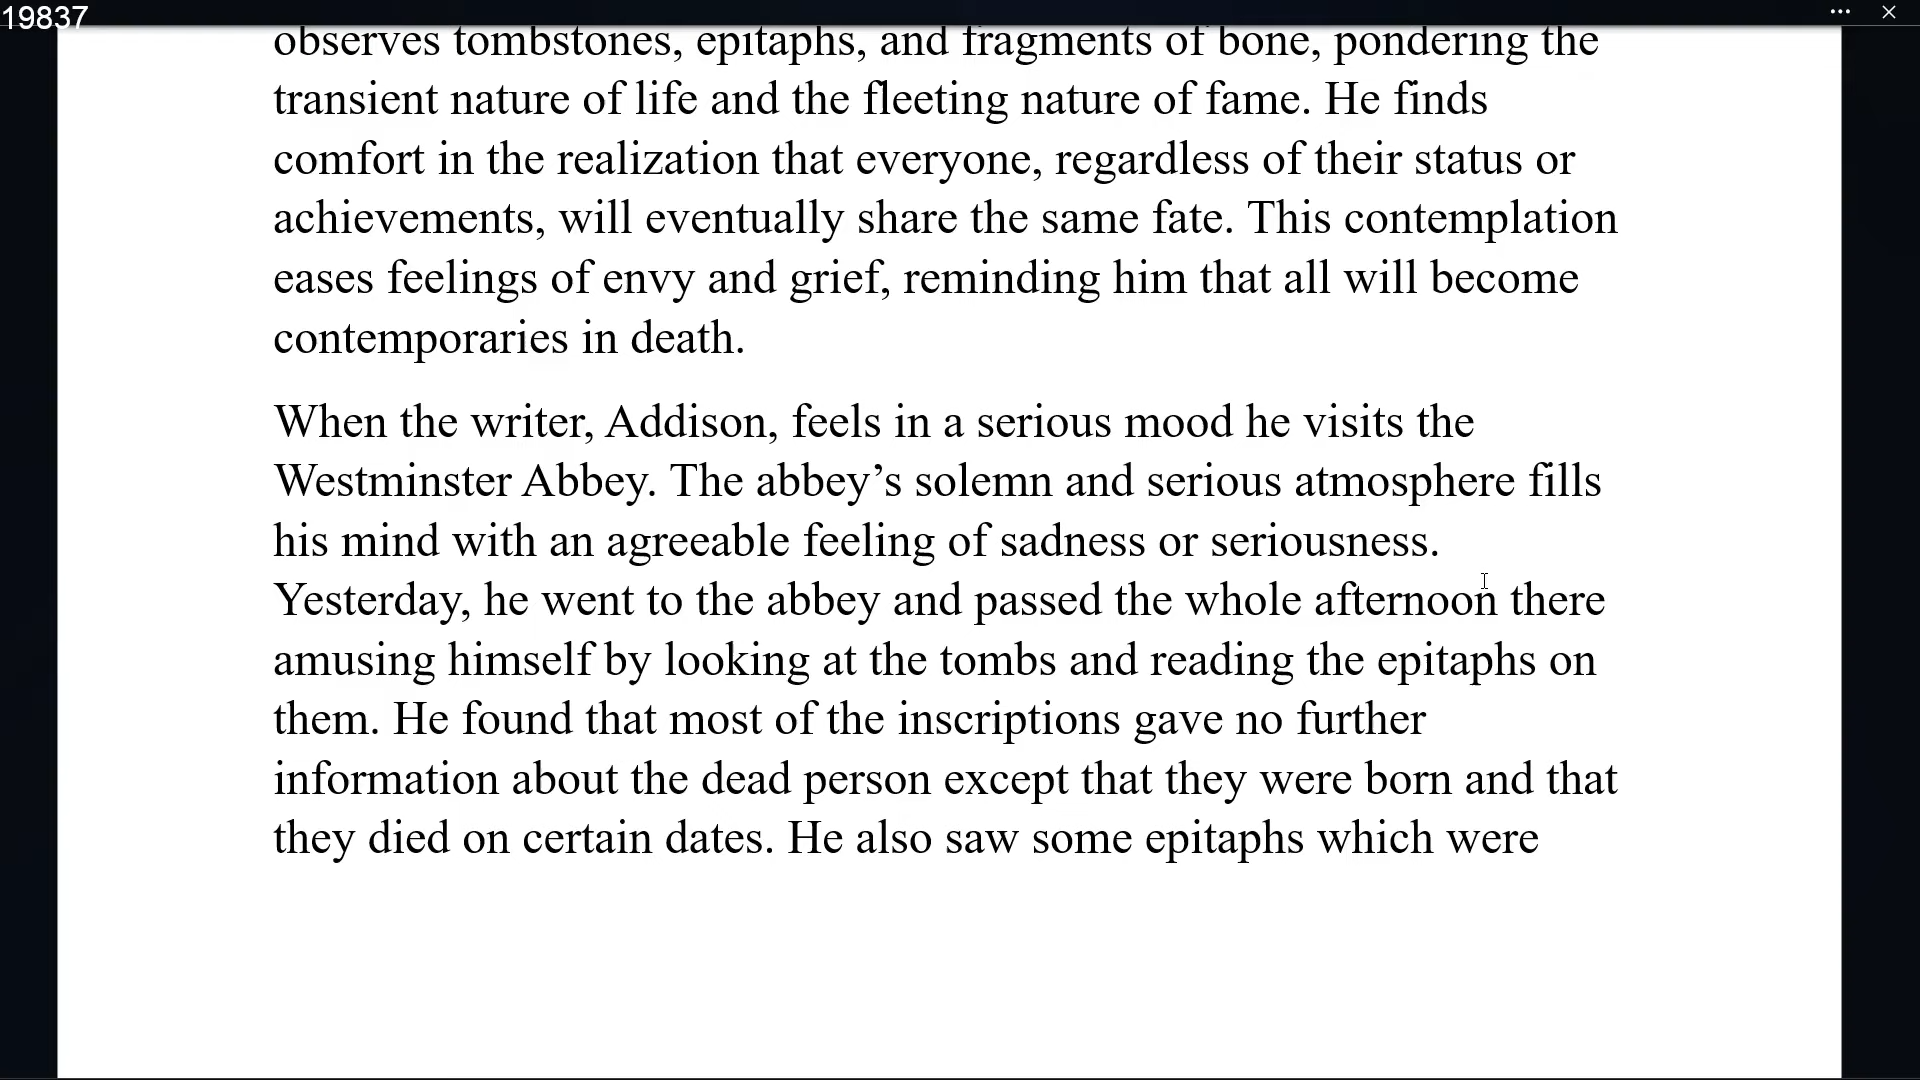 19837
observes tombstones, epitaphs, and fragments of bone, pondering the
transient nature of life and the fleeting nature of fame. He finds
comfort in the realization that everyone, regardless of their status or
achievements, will eventually share the same fate. This contemplation
eases feelings of envy and grief, reminding him that all will become
contemporaries in death.
When the writer, Addison, feels in a serious mood he visits the
Westminster Abbey. The abbey’s solemn and serious atmosphere fills
his mind with an agreeable feeling of sadness or seriousness.
Yesterday, he went to the abbey and passed the whole afternoon there
amusing himself by looking at the tombs and reading the epitaphs on
them. He found that most of the inscriptions gave no further
information about the dead person except that they were born and that
they died on certain dates. He also saw some epitaphs which were